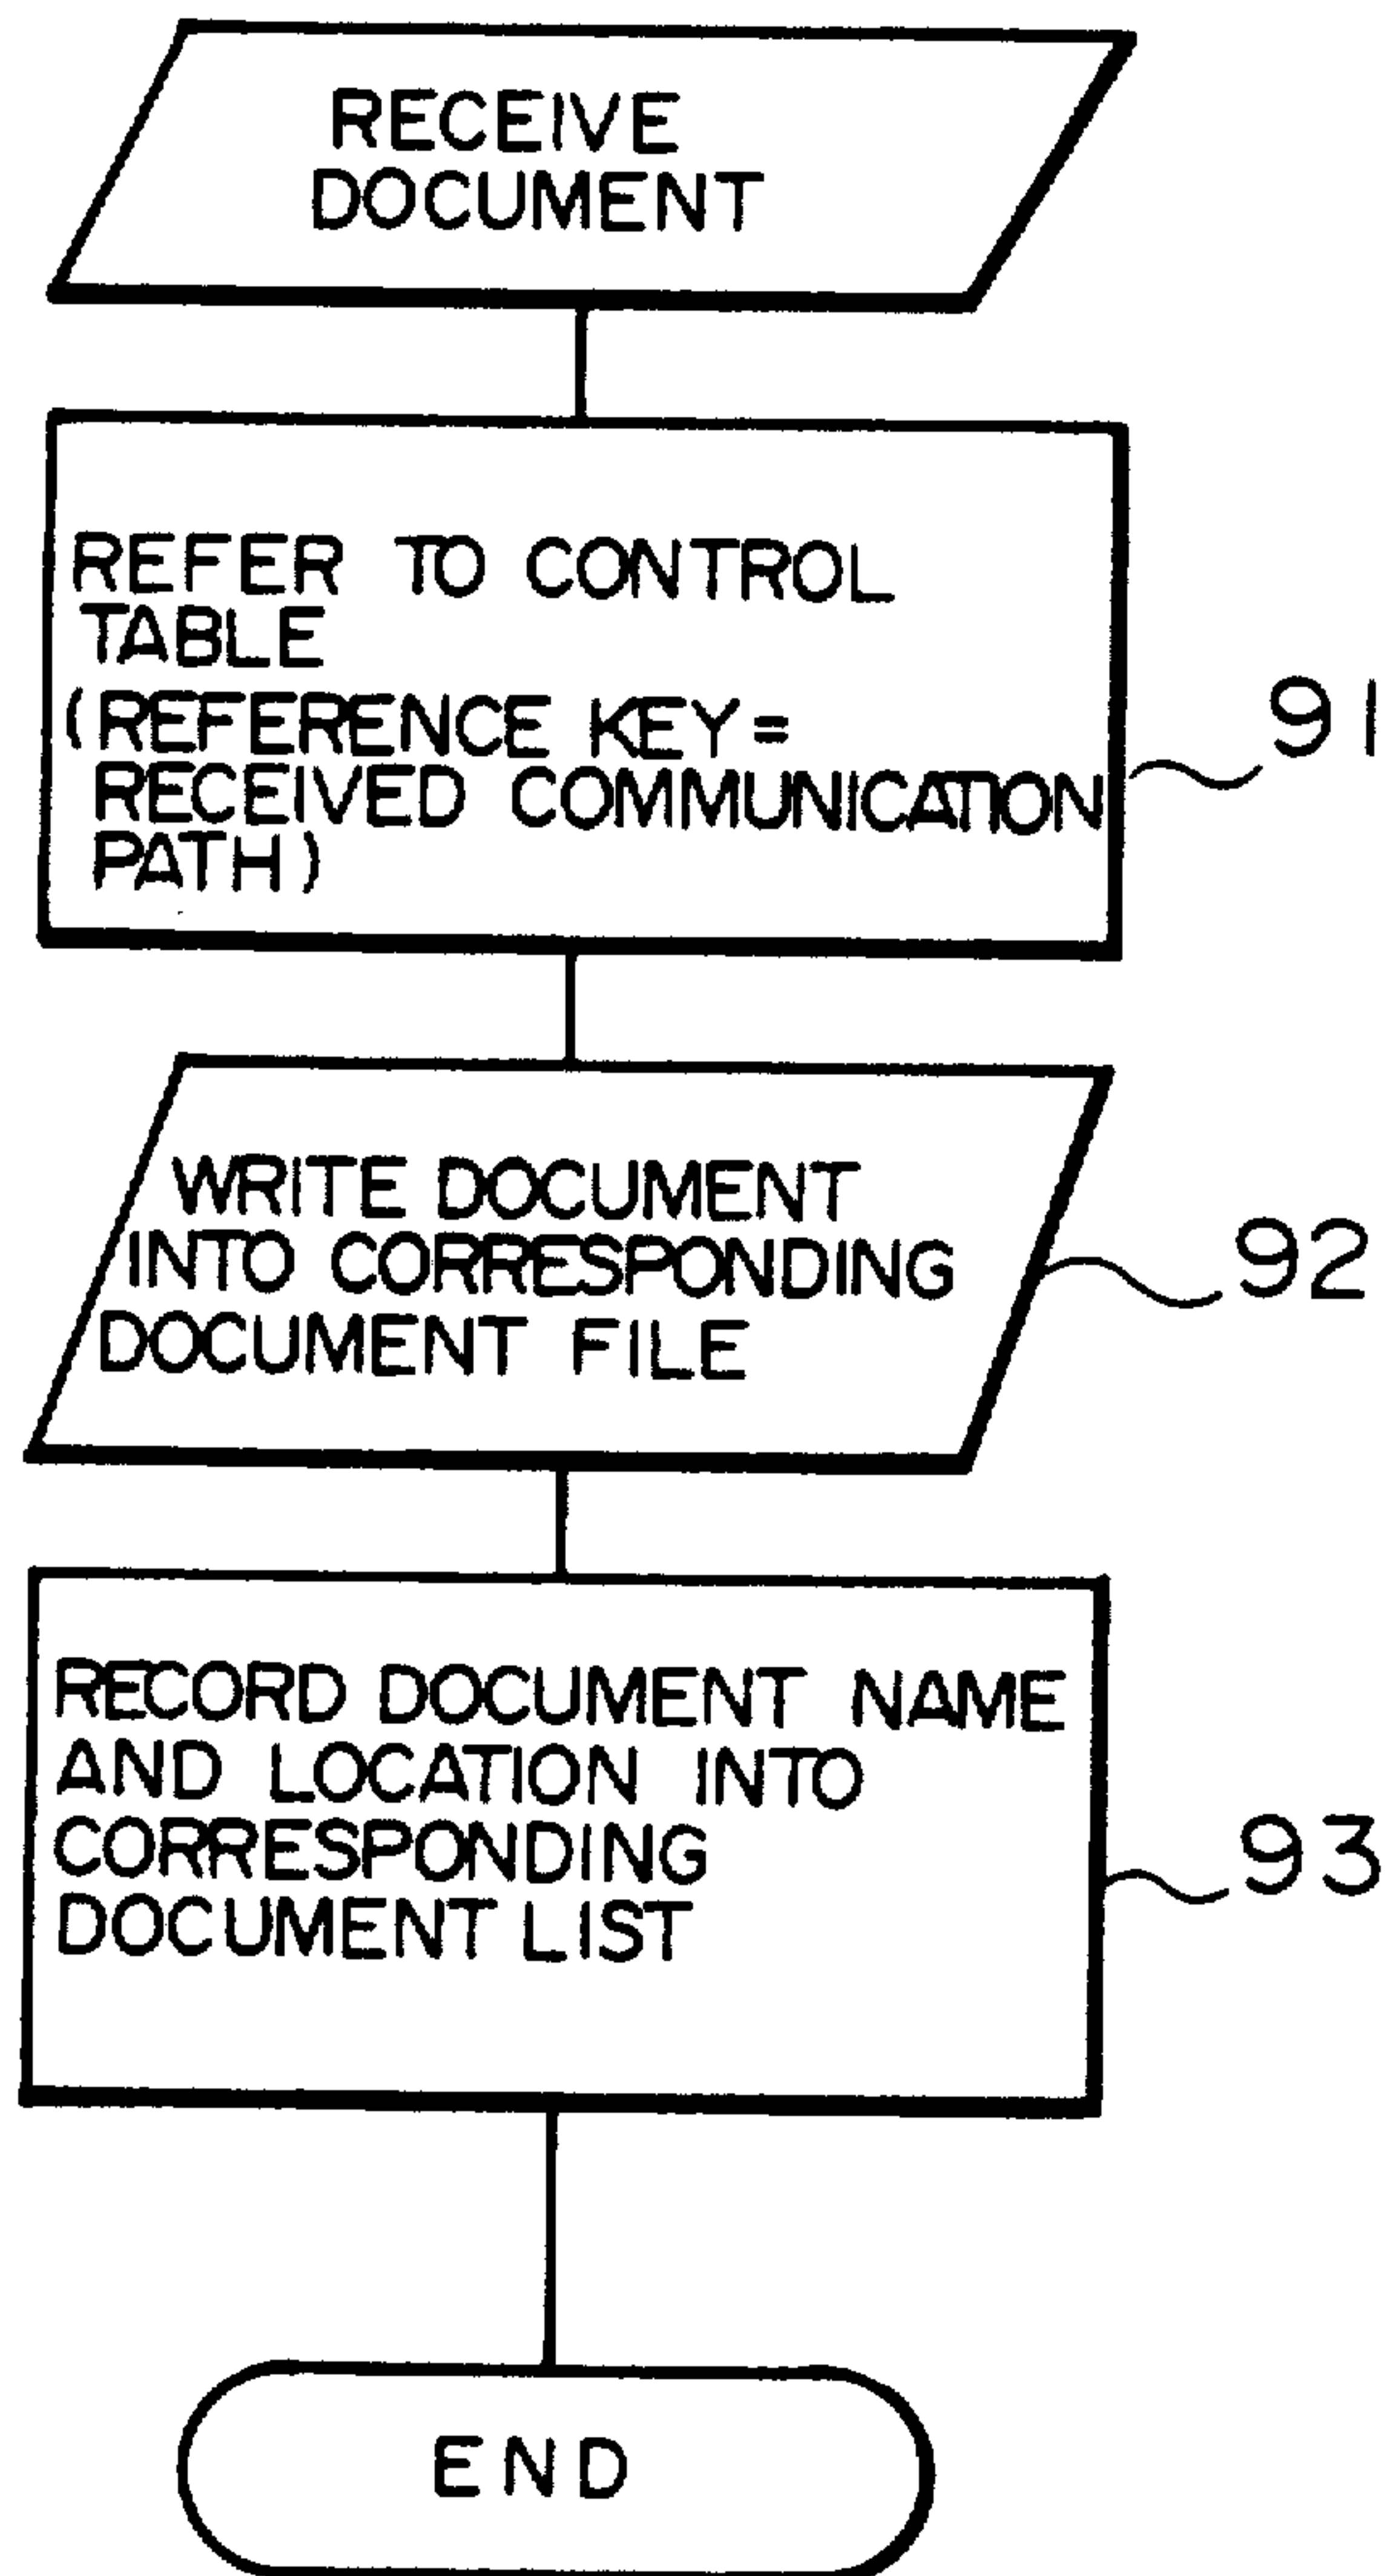 RECEIVE
DOCUMENT
REFER TO CONTROL
TABLE
(REFERENCE KEY=
RECEIVED COMMUNICATION
PATH)
91
WRITE DOCUMENT
INTO CORRESPONDING
DOCUMENT FILE
92
RECORD DOCUMENT NAME
AND LOCATION INTO
CORRESPONDING
DOCUMENT LIST
93
END